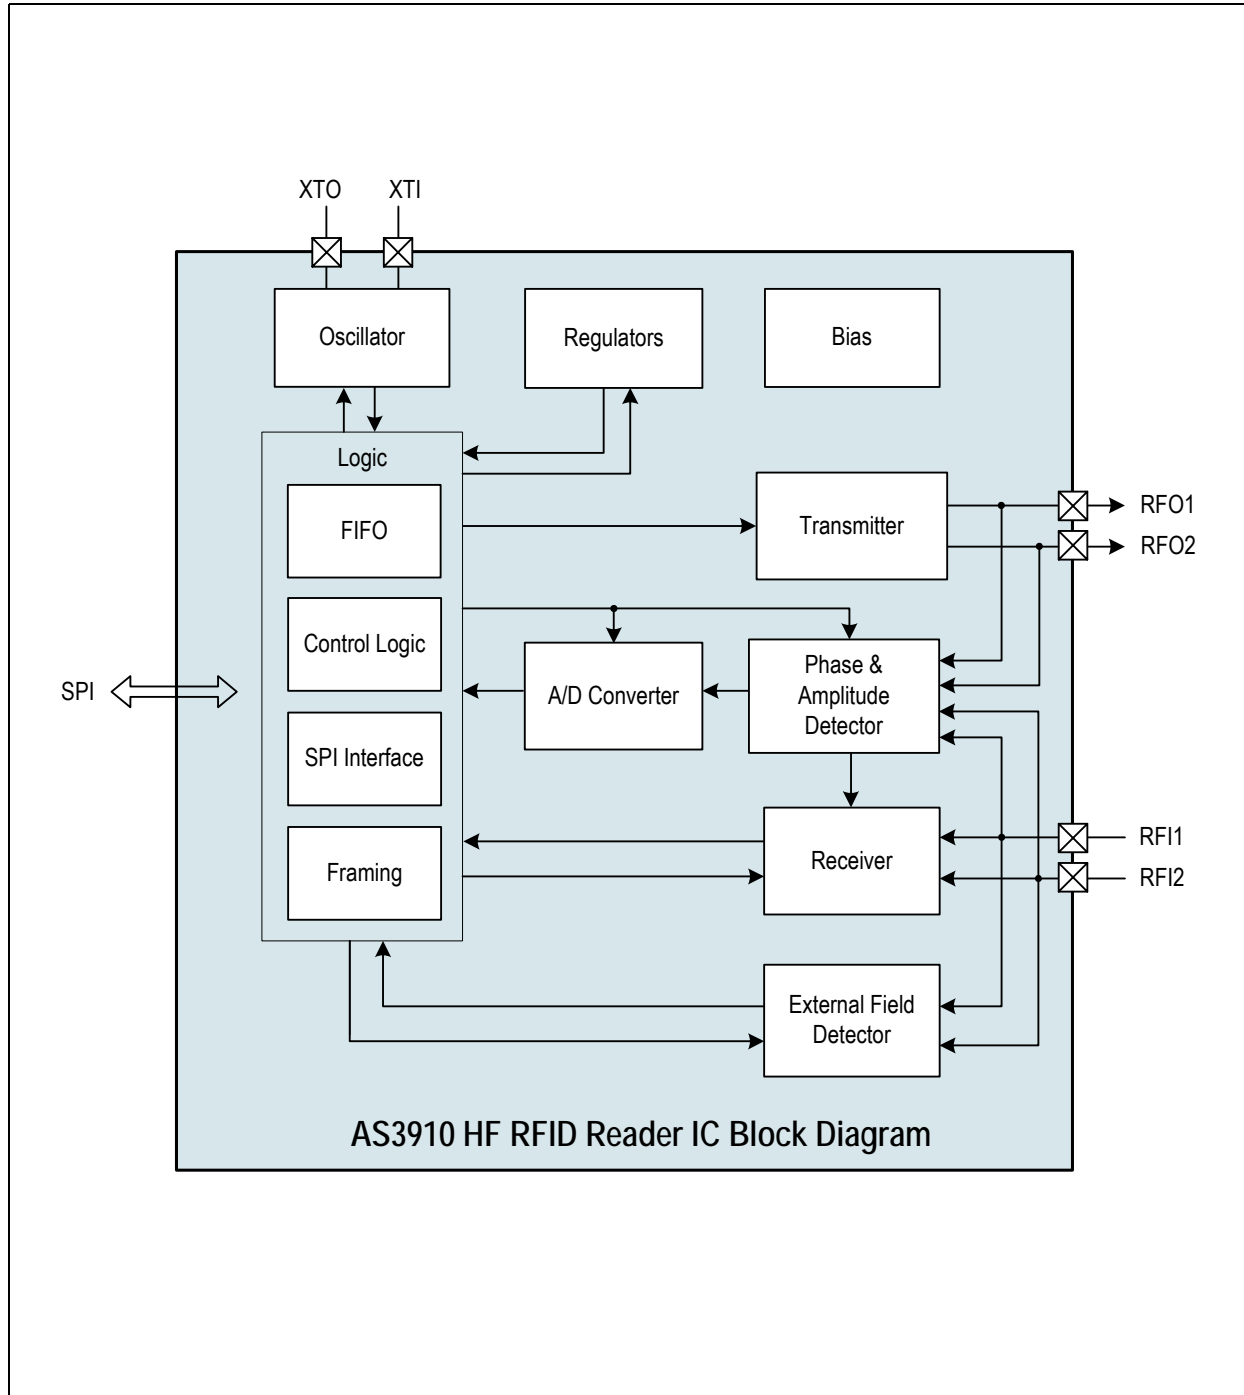 XTO
XTI
Oscillator
Regulators
Bias
Logic
FIFO
Transmitter
RFO1
RFO2
Control Logic
A/D Converter
Phase &
Amplitude
Detector
SPI
SPI Interface
Framing
Receiver
RFI1
RFI2
External Field
Detector
AS3910 HF RFID Reader IC Block Diagram